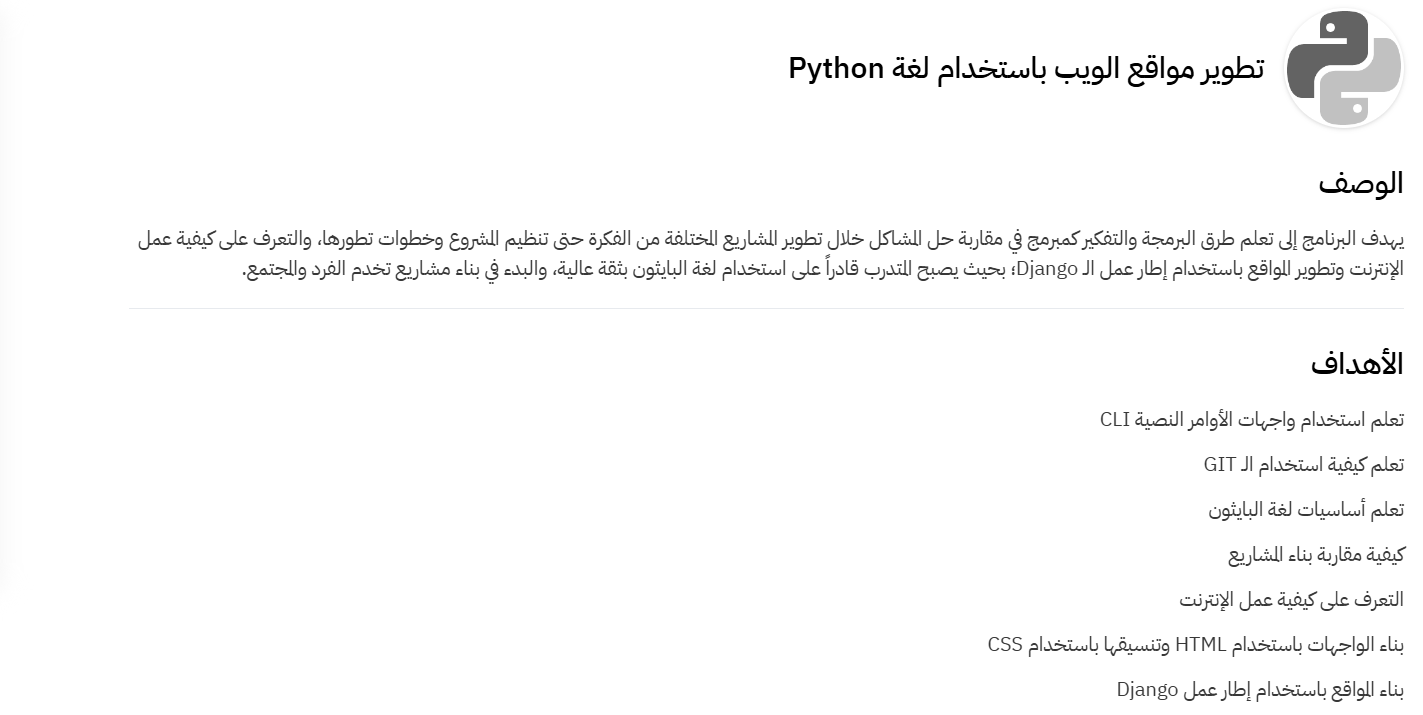 تطوير مواقع الويب باستخدام لغة Python
الوصف
يهدف البرنامج إلى تعلم طرق البرمجة والتفكير كمبرمج في مقاربة حل المشاكل خلال تطوير المشاريع المختلفة من الفكرة حتى تنظيم المشروع وخطوات تطورها، والتعرف على كيفية عمل
الإنترنت وتطوير المواقع باستخدام إطار عمل الـ Django؛ بحيث يصبح المتدرب قادراً على استخدام لغة البايثون بثقة عالية، والبدء في بناء مشاريع تخدم الفرد والمجتمع.
الأهداف
تعلم استخدام واجهات الأوامر النصية CLI
تعلم كيفية استخدام الـ GIT
تعلم أساسيات لغة البايثون
كيفية مقاربة بناء المشاريع
التعرف على كيفية عمل الإنترنت
بناء الواجهات باستخدام HTML وتنسيقها باستخدام CSS
بناء المواقع باستخدام إطار عمل Django